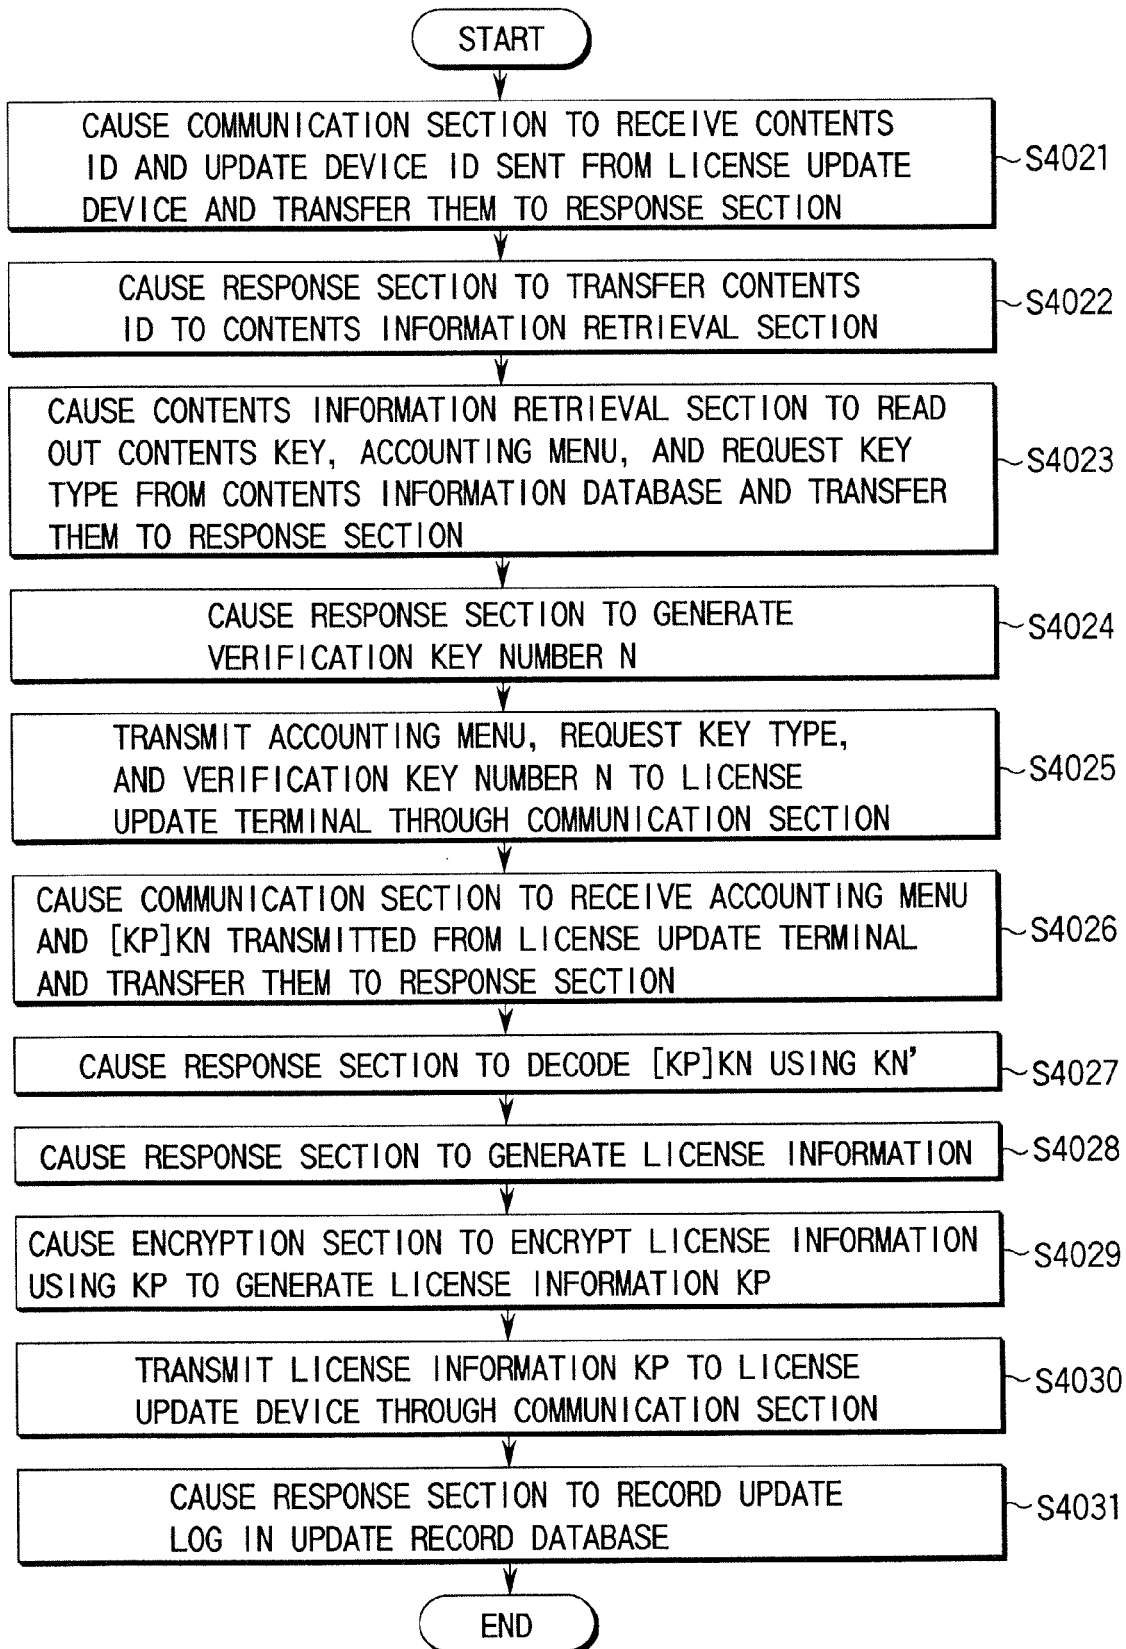 START
CAUSE COMMUNICATION SECTION TO RECEIVE CONTENTS
ID AND UPDATE DEVICE ID SENT FROM LICENSE UPDATE
DEVICE AND TRANSFER THEM TO RESPONSE SECTION
S4021
CAUSE RESPONSE SECTION TO TRANSFER CONTENTS
ID TO CONTENTS INFORMATION RETRIEVAL SECTION
S4022
CAUSE CONTENTS INFORMATION RETRIEVAL SECTION TO READ
OUT CONTENTS KEY, ACCOUNTING MENU, AND REQUEST KEY
TYPE FROM CONTENTS INFORMATION DATABASE AND TRANSFER
THEM TO RESPONSE SECTION
S4023
CAUSE RESPONSE SECTION TO GENERATE
VERIFICATION KEY NUMBER N
S4024
TRANSMIT ACCOUNTING MENU, REQUEST KEY TYPE,
AND VERIFICATION KEY NUMBER N TO LICENSE
UPDATE TERMINAL THROUGH COMMUNICATION SECTION
S4025
CAUSE COMMUNICATION SECTION TO RECEIVE ACCOUNTING MENU
AND [KP]KN TRANSMITTED FROM LICENSE UPDATE TERMINAL
AND TRANSFER THEM TO RESPONSE SECTION
S4026
CAUSE RESPONSE SECTION TO DECODE [KP]KN USING KN'
S4027
CAUSE RESPONSE SECTION TO GENERATE LICENSE INFORMATION
S4028
CAUSE ENCRYPTION SECTION TO ENCRYPT LICENSE INFORMATION
USING KP TO GENERATE LICENSE INFORMATION KP
S4029
TRANSMIT LICENSE INFORMATION KP TO LICENSE
UPDATE DEVICE THROUGH COMMUNICATION SECTION
S4030
CAUSE RESPONSE SECTION TO RECORD UPDATE
LOG IN UPDATE RECORD DATABASE
S4031
END